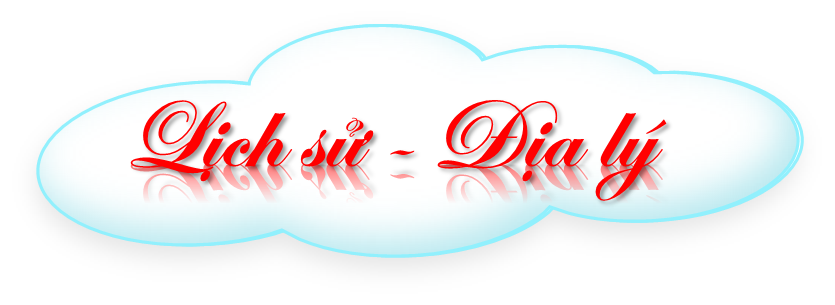 Lịch sử - Địa lý